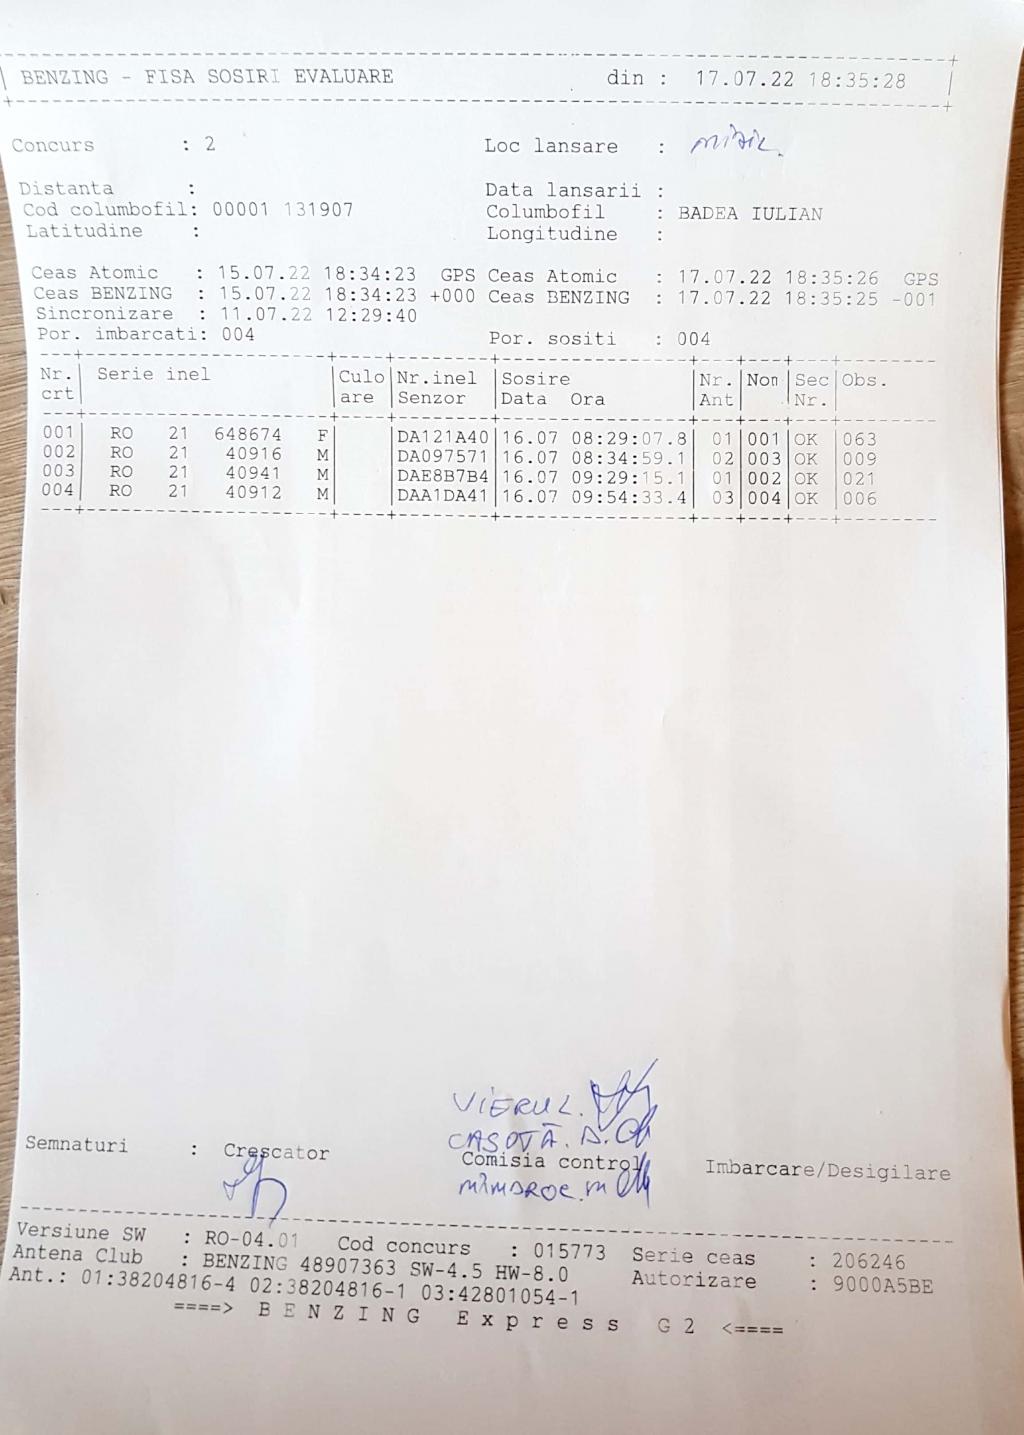 BENZING - FISA SOSIRI EVALUARE din : 17.07.22 18:35:28
Concurs : 2 Loc lansare : mizil
Distanta : Data lansarii :
Cod columbofil: 00001 131907 Columbofil : BADEA IULIAN
Latitudine : Longitudine :
Ceas Atomic : 15.07.22 18:34:23 GPS Ceas Atomic : 17.07.22 18:35:26 GPS
Ceas BENZING : 15.07.22 18:34:23 +000 Ceas BENZING : 17.07.22 18:35:25 -001
Sincronizare : 11.07.22 12:29:40
Por. imbarcati: 004 Por. sositi : 004
Nr. Serie inel Culo Nr.inel Sosire Nr. Nom Sec Obs.
crt are Senzor Data Ora Ant Nr.
001 RO 21 648674 F DA121A40 16.07 08:29:07.8 01 001 OK 063
002 RO 21 40916 M DA097571 16.07 08:34:59.1 02 003 OK 009
003 RO 21 40941 M DAE8B7B4 16.07 09:29:15.1 01 002 OK 021
004 RO 21 40912 M DAA1DA41 16.07 09:54:33.4 03 004 OK 006
VIERUL.
CASOTĂ. D.
Semnaturi : Crescator Comisia control Imbarcare/Desigilare
MÎMDROC. M
Versiune SW : RO-04.01 Cod concurs : 015773 Serie ceas : 206246
Antena Club : BENZING 48907363 SW-4.5 HW-8.0 Autorizare : 9000A5BE
Ant.: 01:38204816-4 02:38204816-1 03:42801054-1
====> B E N Z I N G E x p r e s s G 2 <====